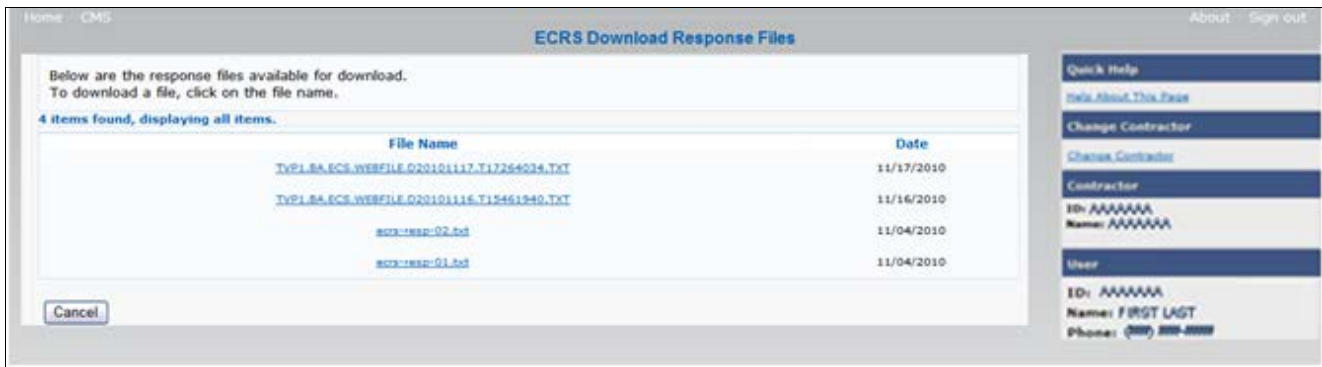 Home CMS About Sign out
ECRS Download Response Files
Below are the response files available for download.
To download a file, click on the file name.
4 items found, displaying all items.
File Name Date
TVP1.BA.ECS.WEBFILE.D20101117.T17264034.TXT 11/17/2010
TVP1.BA.ECS.WEBFILE.D20101116.T15461940.TXT 11/16/2010
ecrs-resp-02.txt 11/04/2010
ecrs-resp-01.txt 11/04/2010
Cancel
Quick Help
Help About This Page
Change Contractor
Change Contractor
Contractor
ID: AAAAAAA
Name: AAAAAAA
User
ID: AAAAAAA
Name: FIRST LAST
Phone: (###) ###-####